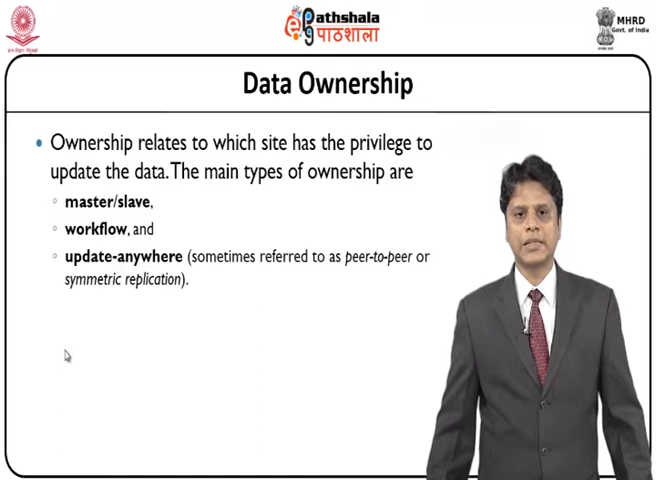 Pathshala
पाठशाला
MHRD
Govt. of India
Data Ownership
• Ownership relates to which site has the privilege to
update the data. The main types of ownership are
◦ master/slave,
◦ workflow, and
◦ update-anywhere (sometimes referred to as peer-to-peer or
symmetric replication).